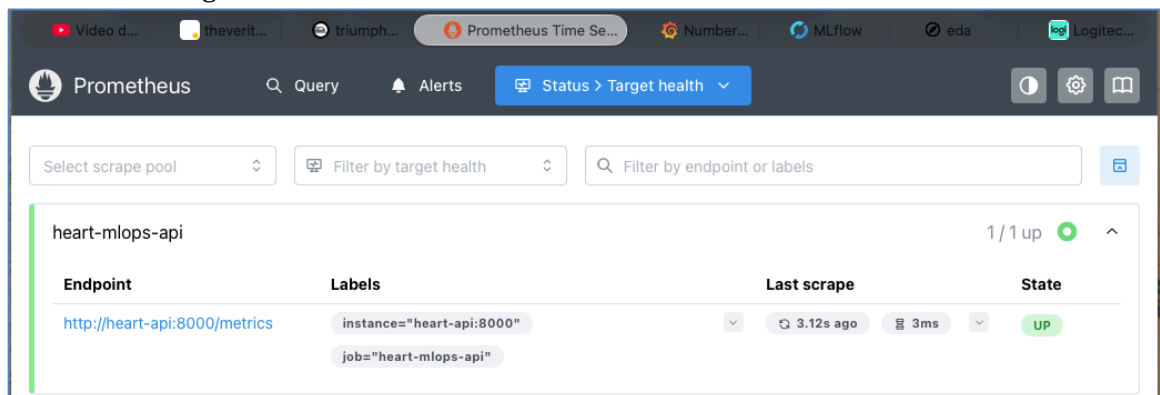 Video d... theverit... triumph... Prometheus Time Se... Number... MLflow eda logi Logitec...
Prometheus Query Alerts Status > Target health
Select scrape pool Filter by target health Filter by endpoint or labels
heart-mlops-api 1 / 1 up
Endpoint Labels Last scrape State
http://heart-api:8000/metrics instance="heart-api:8000" 3.12s ago 3ms UP
job="heart-mlops-api"